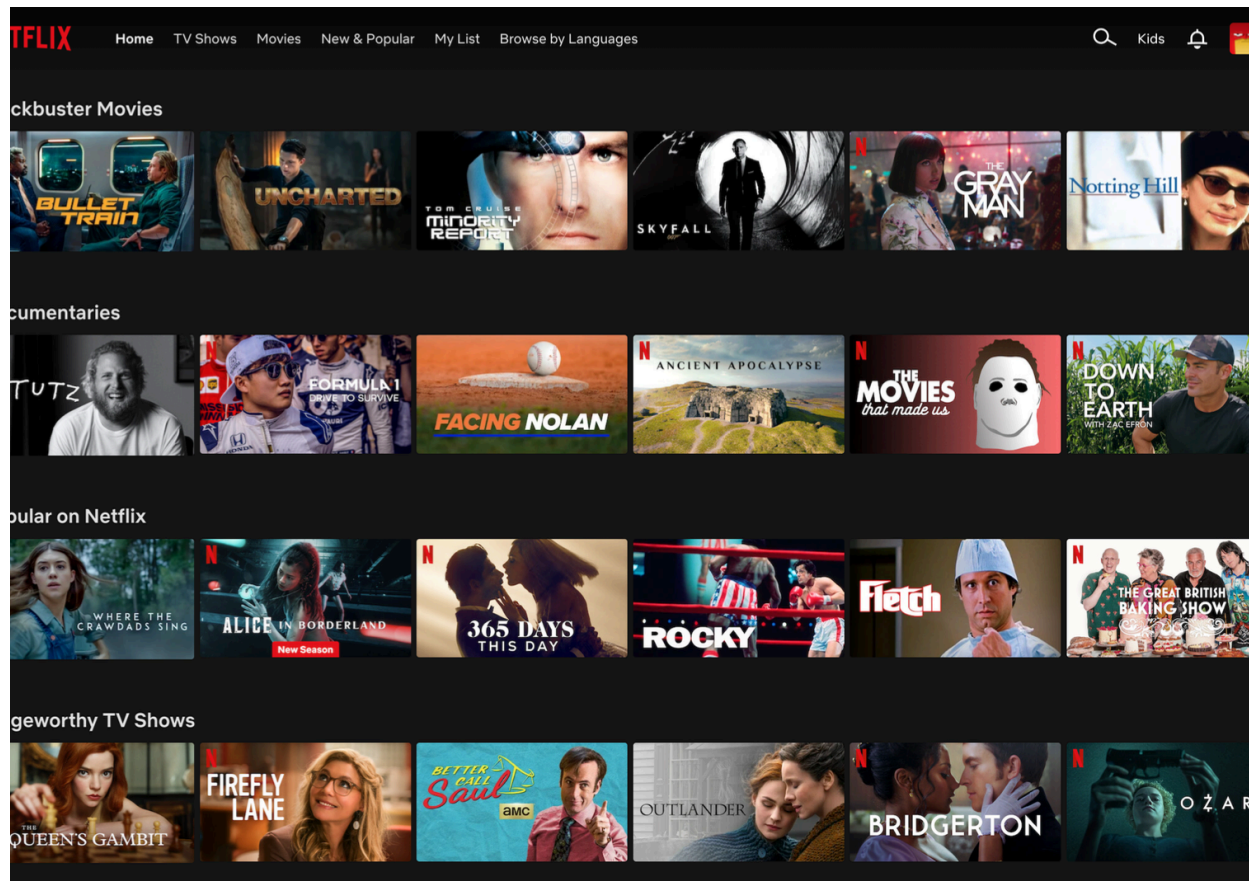 TFLIX
Home TV Shows Movies New & Popular My List Browse by Languages Kids
ckbuster Movies
BULLET
TRAIN
UNCHARTED
TOM CRUISE
MINORITY
REPORT
SKYFALL
N
THE
GRAY
MAN
Notting Hill
cumentaries
TUTZ
N
FORMULA 1
DRIVE TO SURVIVE
FACING NOLAN
N
ANCIENT APOCALYPSE
N
THE
MOVIES
that made us
N
DOWN
TO
EARTH
WITH ZAC EFRON
pular on Netflix
WHERE THE
CRAWDADS SING
N
ALICE IN BORDERLAND
New Season
N
365 DAYS
THIS DAY
ROCKY
Fletch
N
THE GREAT BRITISH
BAKING SHOW
geworthy TV Shows
THE
QUEEN'S GAMBIT
N
FIREFLY
LANE
BETTER
CALL
Saul
amc
OUTLANDER
N
BRIDGERTON
N
OZAR